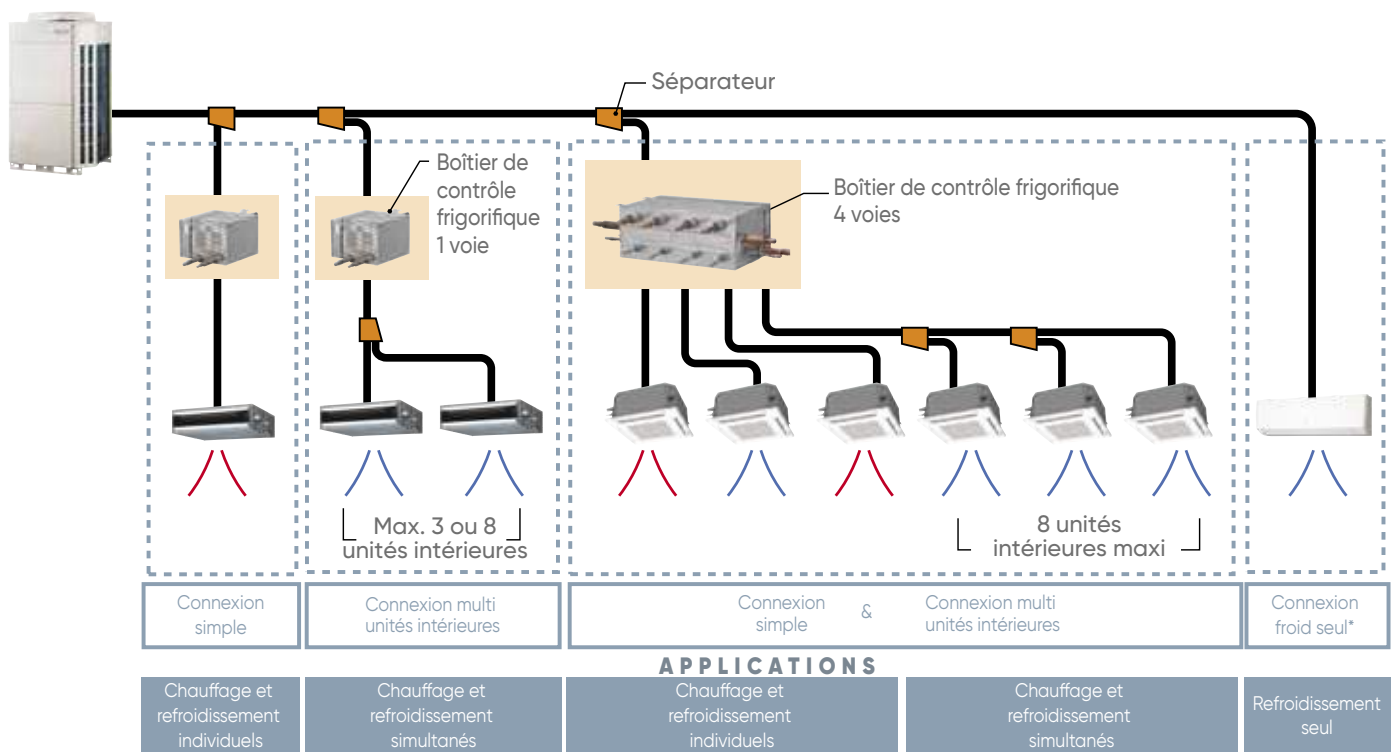 Séparateur
Boîtier de
contrôle
frigorifique
1 voie
Boîtier de contrôle frigorifique
4 voies
Max. 3 ou 8
unités intérieures
8 unités
intérieures maxi
Connexion
simple
Connexion multi
unités intérieures
Connexion
simple
&
Connexion multi
unités intérieures
Connexion
froid seul*
APPLICATIONS
Chauffage et
refroidissement
individuels
Chauffage et
refroidissement
simultanés
Chauffage et
refroidissement
individuels
Chauffage et
refroidissement
simultanés
Refroidissement
seul